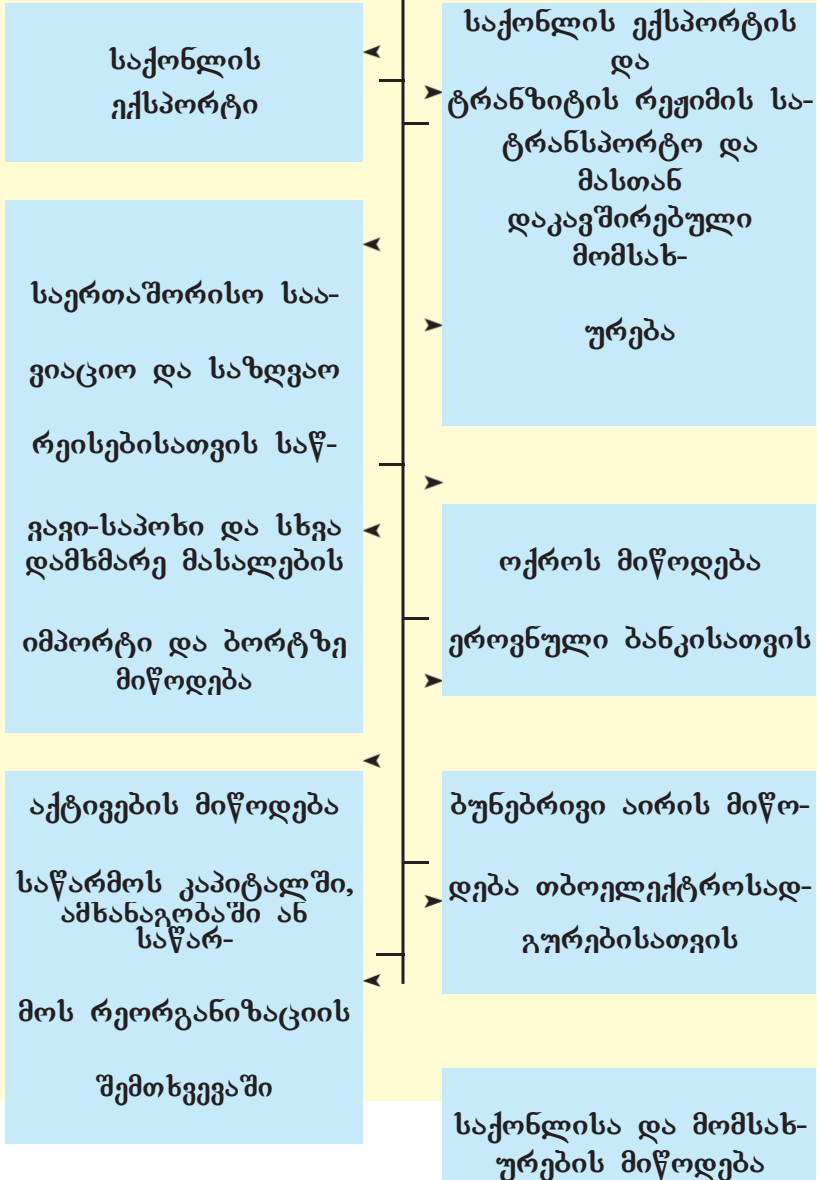 საქონლის
ექსპორტი
საქონლის ექსპორტის
და
ტრანზიტის რეჟიმის სა-
ტრანსპორტო და
მასთან
დაკავშირებული
მომსახ-
ურება
საერთაშორისო საა-
ვიაციო და საზღვაო
რეისებისათვის საწ-
ვავი-საპოხი და სხვა
დამხმარე მასალების
იმპორტი და ბორტზე
მიწოდება
ოქროს მიწოდება
ეროვნული ბანკისათვის
აქტივების მიწოდება
საწარმოს კაპიტალში,
ამხანაგობაში ან
საწარ-
მოს რეორგანიზაციის
შემთხვევაში
ბუნებრივი აირის მიწო-
დება თბოელექტროსად-
გურებისათვის
საქონლისა და მომსახ-
ურების მიწოდება